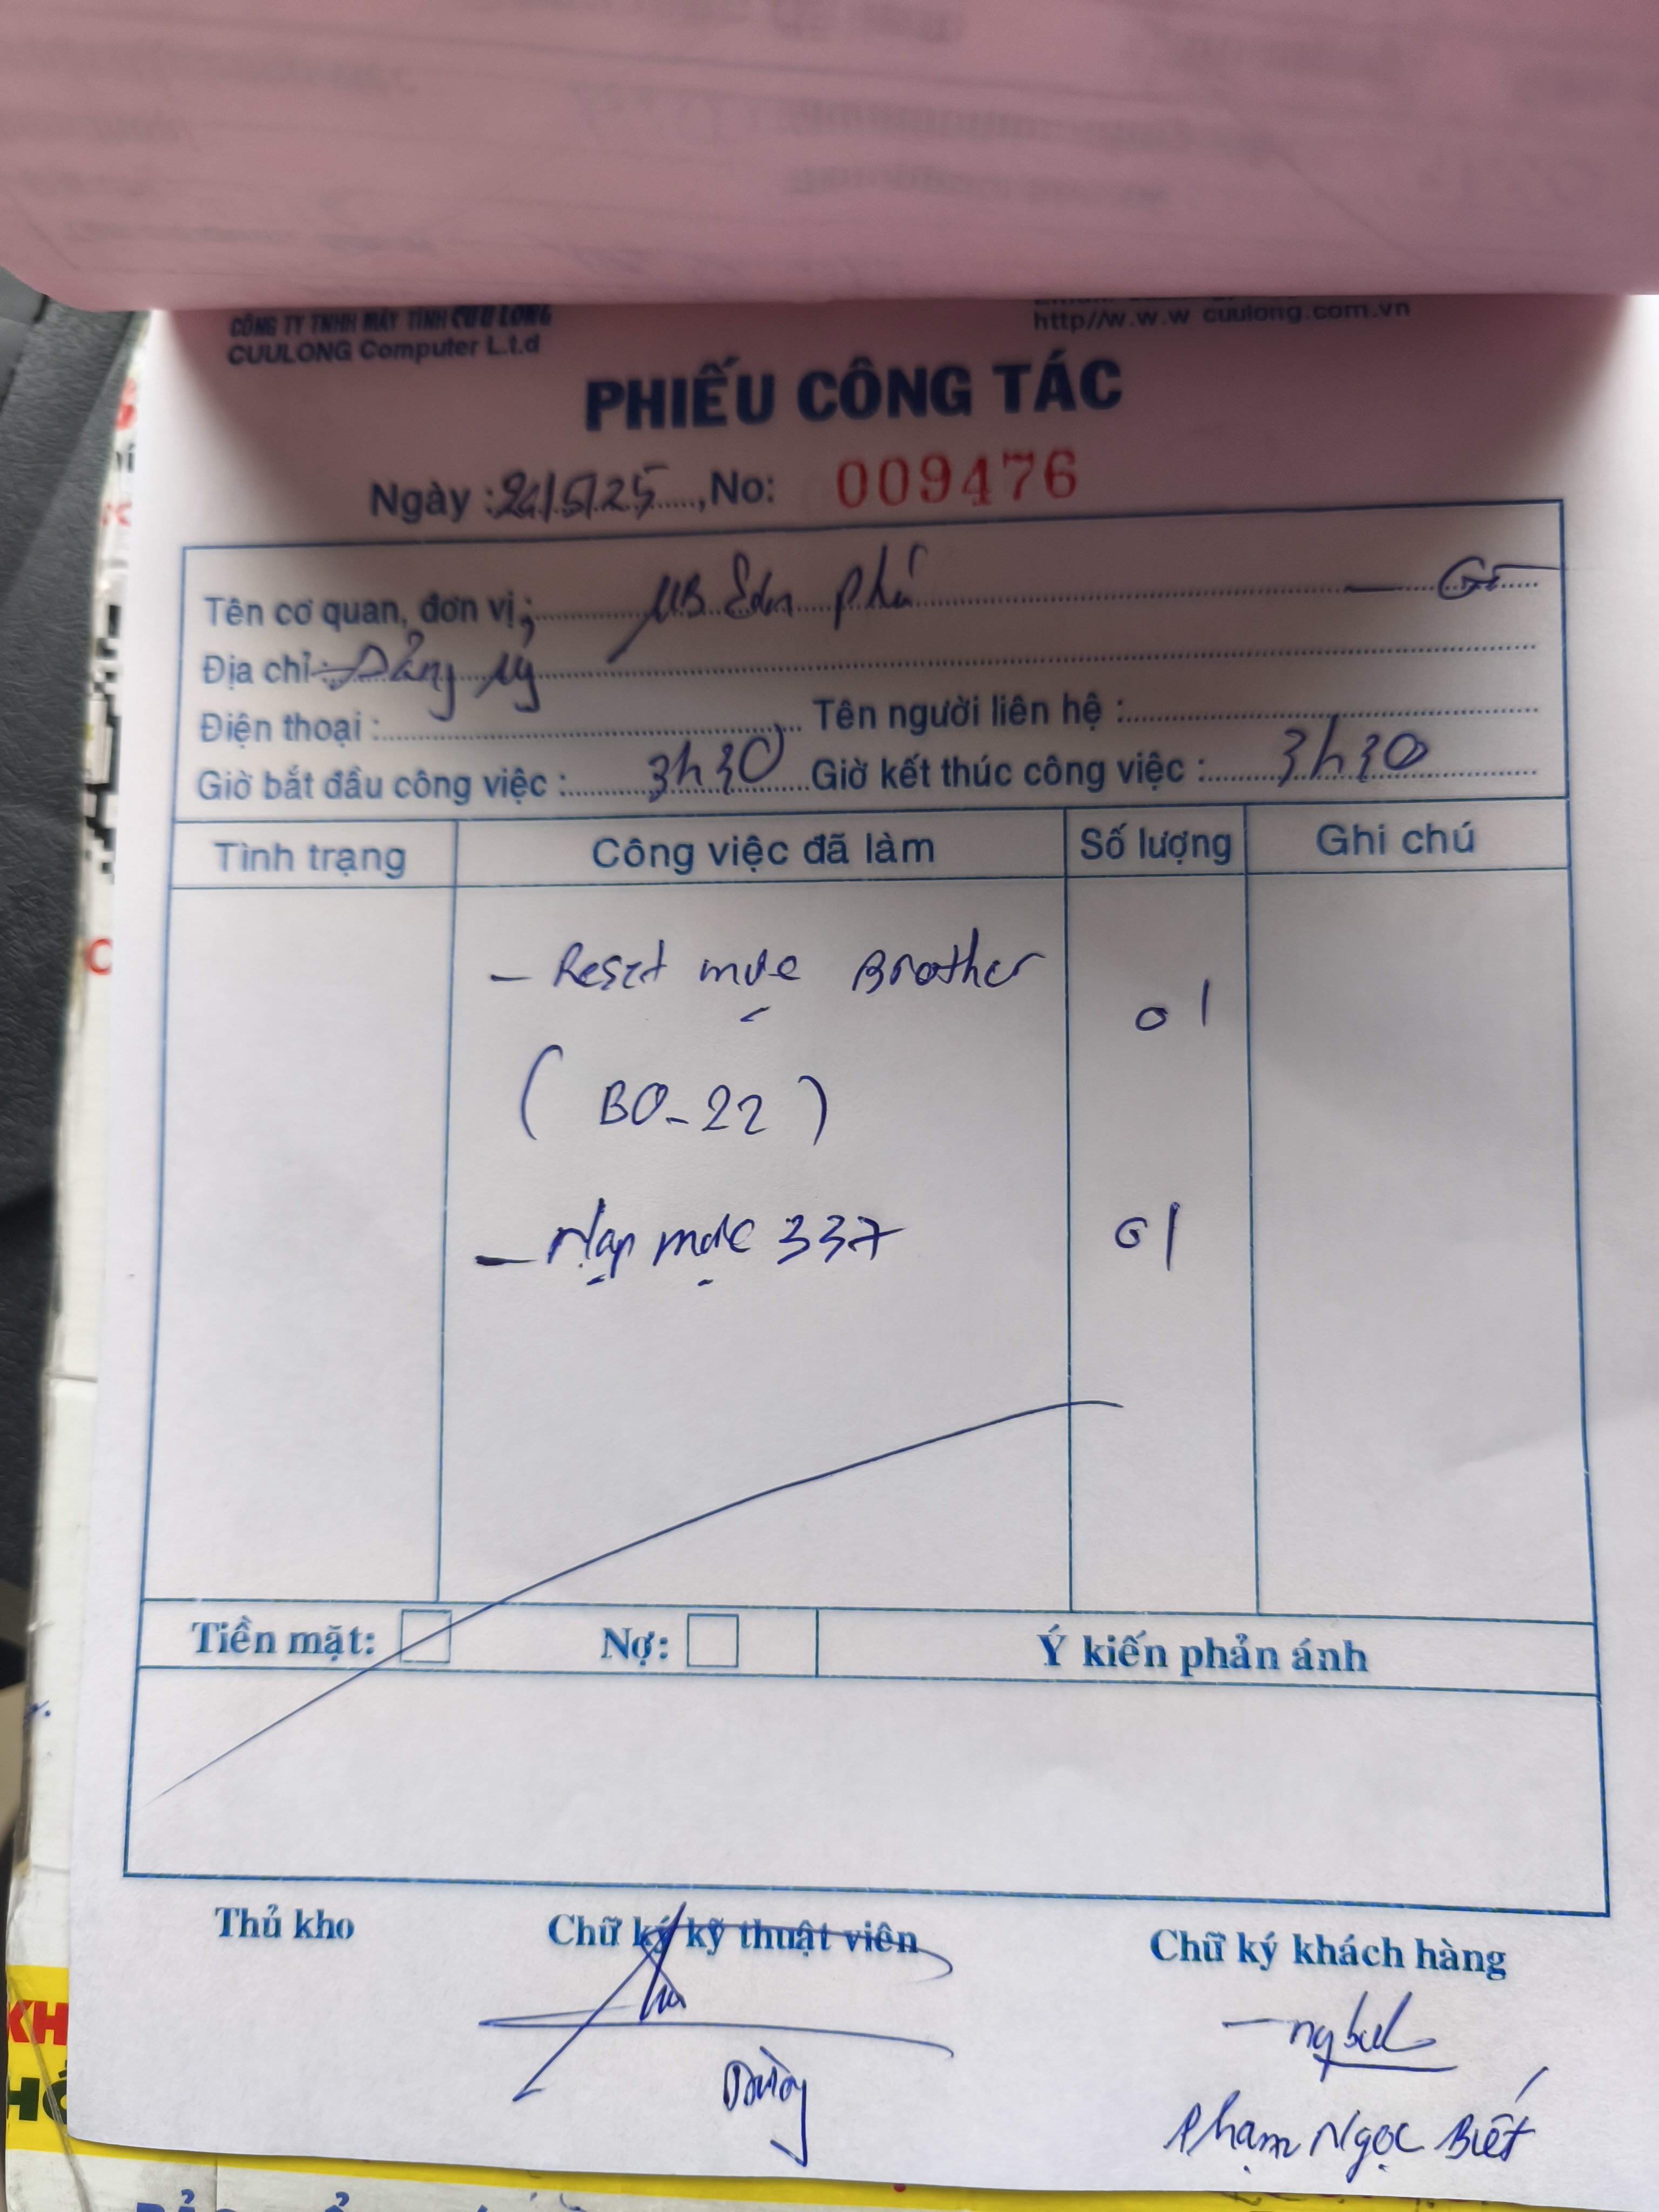 CÔNG TY TNHH MÁY TÍNH CUULONG
CUULONG Computer L.t.d
http//w.w.w cuulong.com.vn
PHIẾU CÔNG TÁC
Ngày : 24/5/25, No: 009476
Tên cơ quan, đơn vị : phú
Địa chỉ :
Điện thoại : Tên người liên hệ :
Giờ bắt đầu công việc : 3h30 Giờ kết thúc công việc : 3h30
Tình trạng Công việc đã làm Số lượng Ghi chú
- Reset mực Brother 01
(BO-22)
- Nạp mực 337 01
Tiền mặt: Nợ: Ý kiến phản ánh
Thủ kho Chữ ký kỹ thuật viên Chữ ký khách hàng
Phạm Ngọc Biết